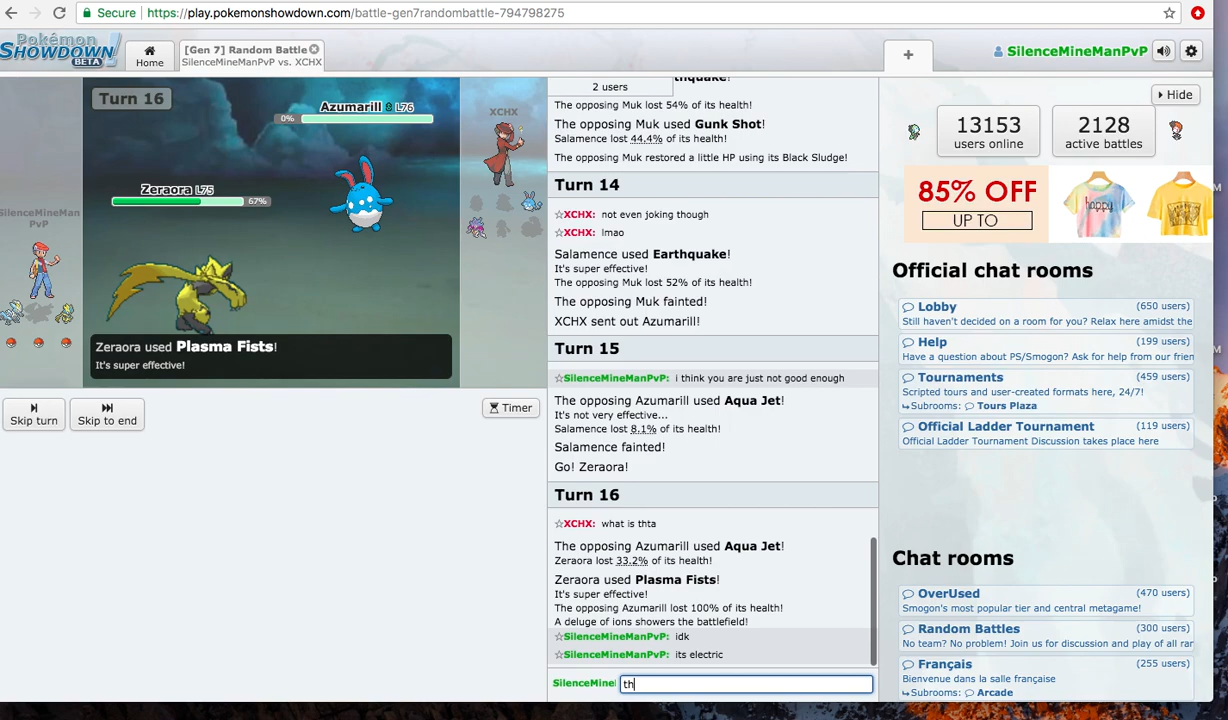 Secure https://play.pokemonshowdown.com/battle-gen7randombattle-794798275
Pokémon
SHOWDOWN!
BETA
Home
[Gen 7] Random Battle
SilenceMineManPvP vs. XCHX
+
SilenceMineManPvP
Turn 16
Azumarill L76
0%
Zeraora L75
67%
XCHX
SilenceMineMan
PvP
Zeraora used Plasma Fists!
It's super effective!
Skip turn
Skip to end
Timer
2 users
thquake!
The opposing Muk lost 54% of its health!
The opposing Muk used Gunk Shot!
Salamence lost 44.4% of its health!
The opposing Muk restored a little HP using its Black Sludge!
Turn 14
☆XCHX: not even joking though
☆XCHX: lmao
Salamence used Earthquake!
It's super effective!
The opposing Muk lost 52% of its health!
The opposing Muk fainted!
XCHX sent out Azumarill!
Turn 15
☆SilenceMineManPvP: i think you are just not good enough
The opposing Azumarill used Aqua Jet!
It's not very effective...
Salamence lost 8.1% of its health!
Salamence fainted!
Go! Zeraora!
Turn 16
☆XCHX: what is thta
The opposing Azumarill used Aqua Jet!
Zeraora lost 33.2% of its health!
Zeraora used Plasma Fists!
It's super effective!
The opposing Azumarill lost 100% of its health!
A deluge of ions showers the battlefield!
☆SilenceMineManPvP: idk
☆SilenceMineManPvP: its electric
SilenceMine
th
Hide
13153
users online
2128
active battles
85% OFF
UP TO
happy
Official chat rooms
Lobby (650 users)
Still haven't decided on a room for you? Relax here amidst the
Help (199 users)
Have a question about PS/Smogon? Ask for help from our frien
Tournaments (459 users)
Scripted tours and user-created formats here, 24/7!
Subrooms: Tours Plaza
Official Ladder Tournament (119 users)
Official Ladder Tournament Discussion takes place here
Chat rooms
OverUsed (470 users)
Smogon's most popular tier and central metagame!
Random Battles (300 users)
No team? No problem! Join us for discussion and play of all rar
Français (255 users)
Bienvenue dans la salle française
Subrooms: Arcade